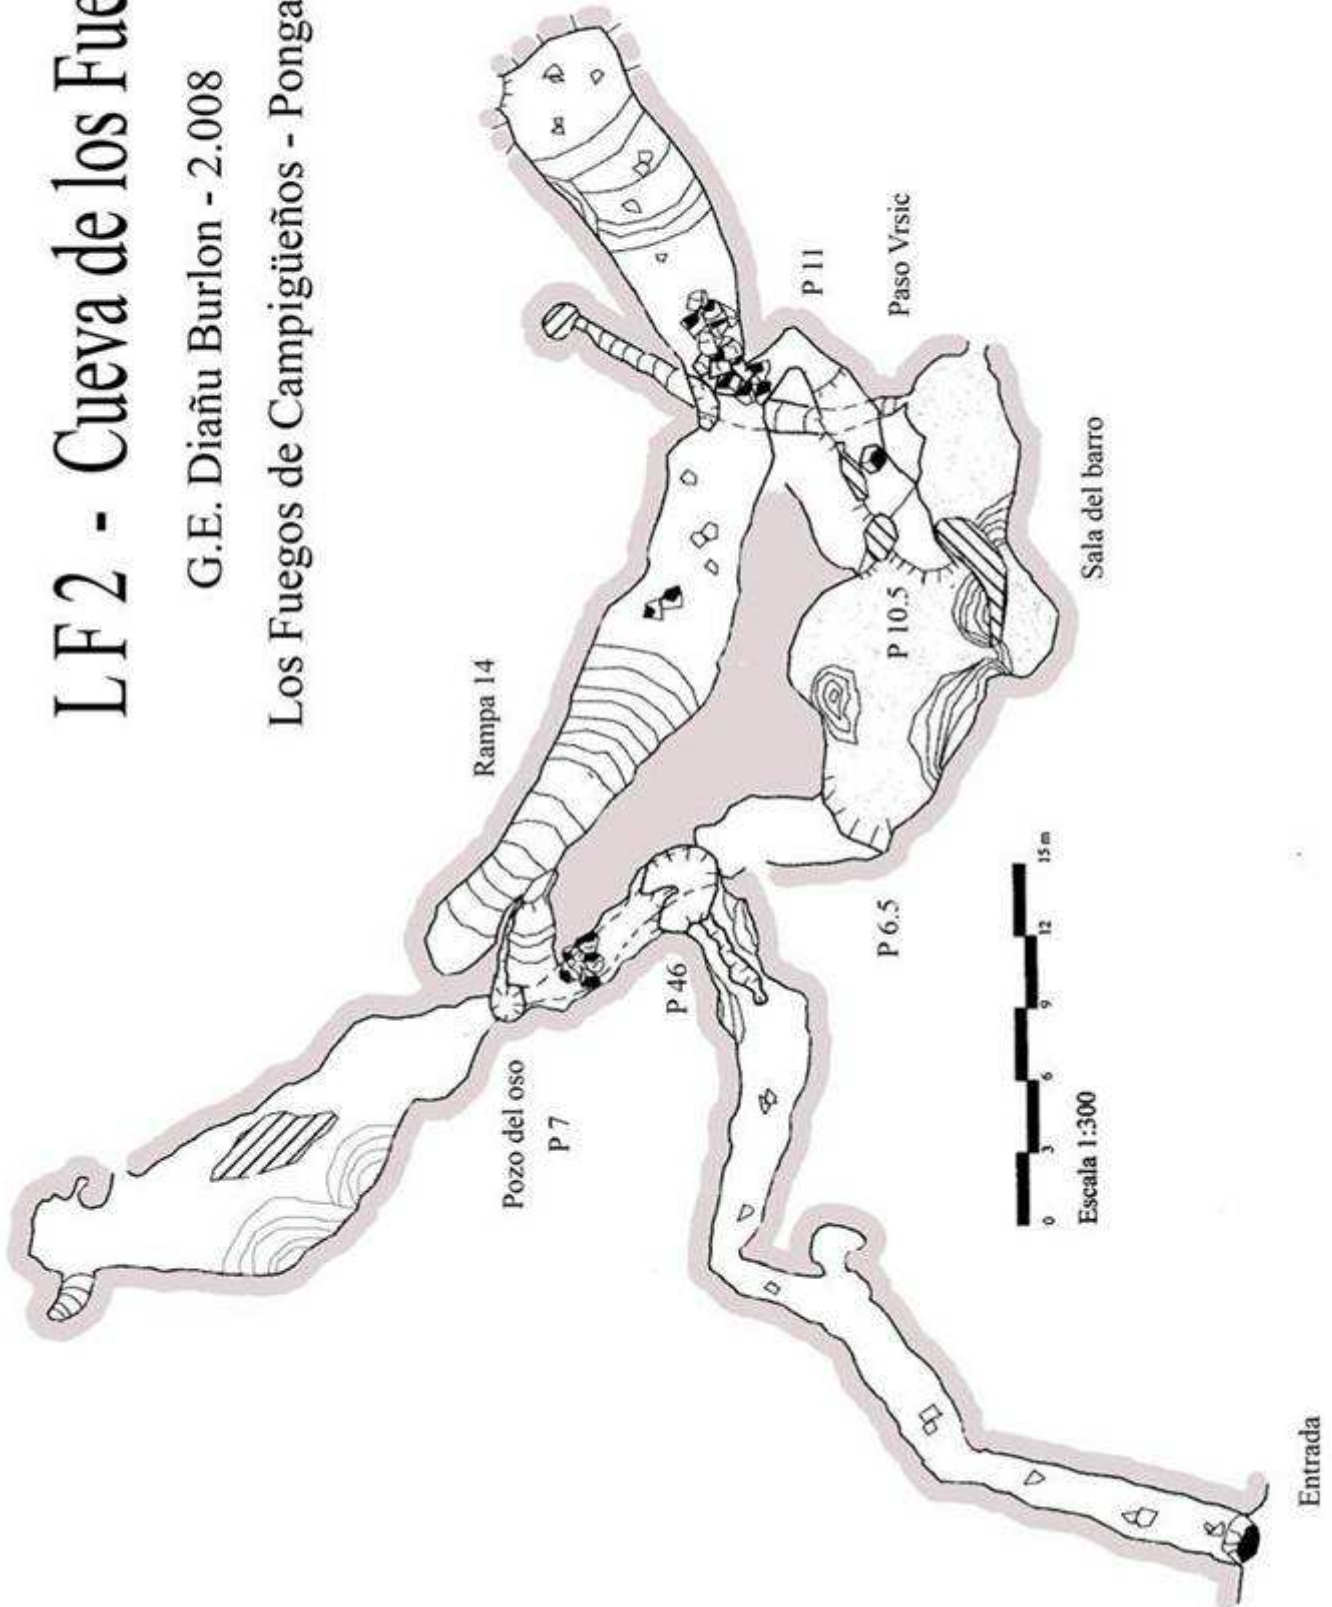 LF 2 - Cueva de los Fue
G.E. Diañu Burlon - 2.008
Los Fuegos de Campigüeños - Ponga
Rampa 14
P 11
Paso Vrsic
Pozo del oso
P 7
P 46
P 10.5
P 6.5
Sala del barro
0 3 6 9 12 15 m
Escala 1:300
Entrada